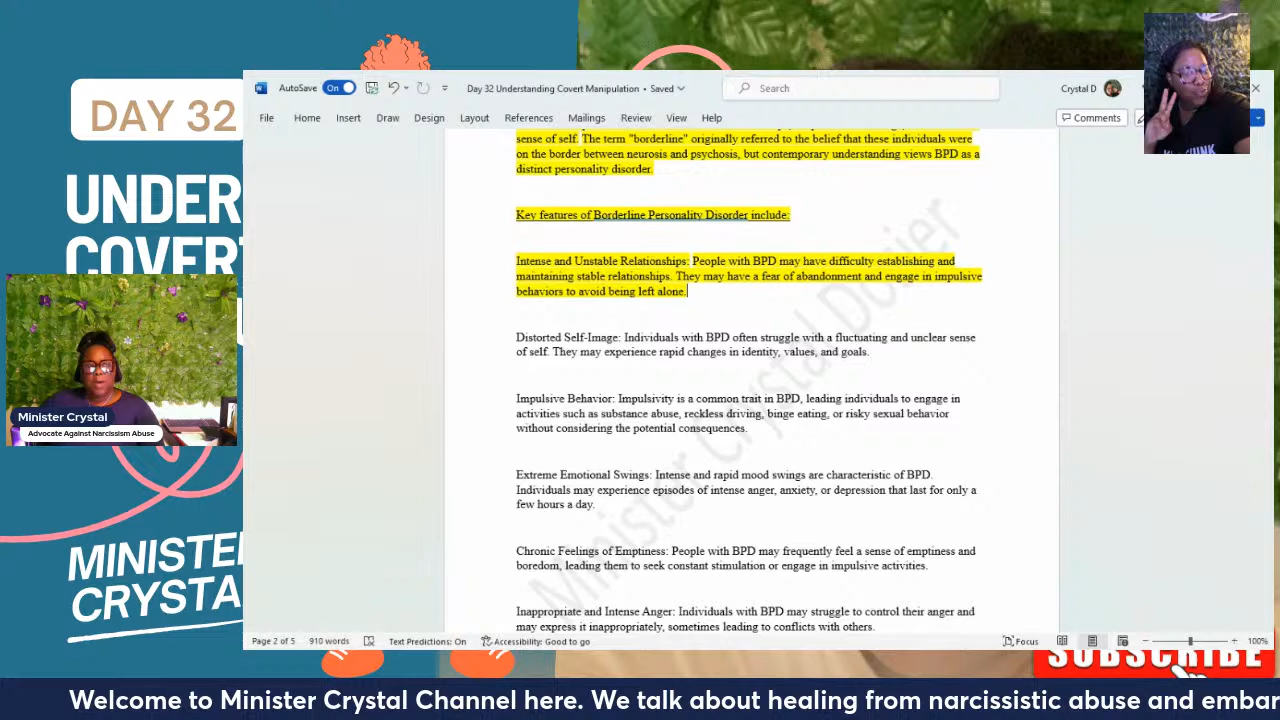 DAY 32
UNDER
COVERT
MINISTE
CRYSTA
Minister Crystal
Advocate Against Narcissism Abuse
AutoSave On
Day 32 Understanding Covert Manipulation • Saved
Search
Crystal D
File Home Insert Draw Design Layout References Mailings Review View Help
Comments
sense of self. The term "borderline" originally referred to the belief that these individuals were
on the border between neurosis and psychosis, but contemporary understanding views BPD as a
distinct personality disorder.
Key features of Borderline Personality Disorder include:
Intense and Unstable Relationships: People with BPD may have difficulty establishing and
maintaining stable relationships. They may have a fear of abandonment and engage in impulsive
behaviors to avoid being left alone.
Distorted Self-Image: Individuals with BPD often struggle with a fluctuating and unclear sense
of self. They may experience rapid changes in identity, values, and goals.
Impulsive Behavior: Impulsivity is a common trait in BPD, leading individuals to engage in
activities such as substance abuse, reckless driving, binge eating, or risky sexual behavior
without considering the potential consequences.
Extreme Emotional Swings: Intense and rapid mood swings are characteristic of BPD.
Individuals may experience episodes of intense anger, anxiety, or depression that last for only a
few hours a day.
Chronic Feelings of Emptiness: People with BPD may frequently feel a sense of emptiness and
boredom, leading them to seek constant stimulation or engage in impulsive activities.
Inappropriate and Intense Anger: Individuals with BPD may struggle to control their anger and
may express it inappropriately, sometimes leading to conflicts with others.
Minister Crystal Dozier
Page 2 of 5 910 words Text Predictions: On Accessibility: Good to go Focus 100%
SUBSCRIBE
Welcome to Minister Crystal Channel here. We talk about healing from narcissistic abuse and embar